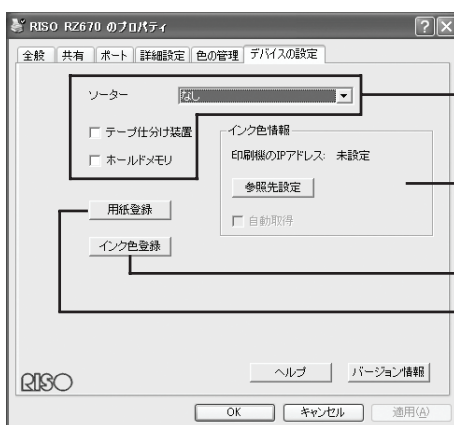 RISO RZ670 のプロパティ
全般 共有 ポート 詳細設定 色の管理 デバイスの設定
ソーター なし
テープ仕分け装置
ホールドメモリ
インク色情報
印刷機のIPアドレス: 未設定
参照先設定
自動取得
用紙登録
インク色登録
RISO
ヘルプ バージョン情報
OK キャンセル 適用(A)